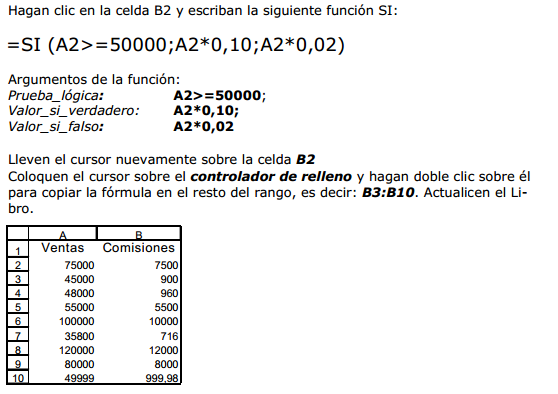 Hagan clic en la celda B2 y escriban la siguiente función SI:
=SI (A2>=50000;A2*0,10;A2*0,02)
Argumentos de la función:
Prueba_lógica: A2>=50000;
Valor_si_verdadero: A2*0,10;
Valor_si_falso: A2*0,02
Lleven el cursor nuevamente sobre la celda B2
Coloquen el cursor sobre el controlador de relleno y hagan doble clic sobre él
para copiar la fórmula en el resto del rango, es decir: B3:B10. Actualicen el Li-
bro.
A B
1 Ventas Comisiones
2 75000 7500
3 45000 900
4 48000 960
5 55000 5500
6 100000 10000
7 35800 716
8 120000 12000
9 80000 8000
10 49999 999,98